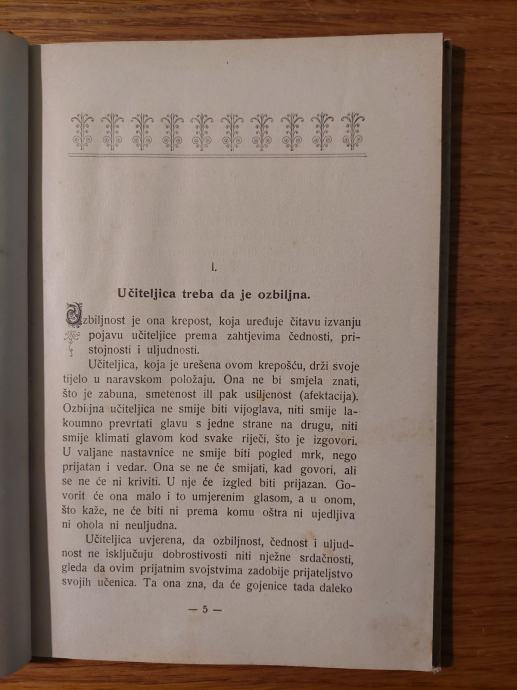 I.
Učiteljica treba da je ozbiljna.
Ozbiljnost je ona krepost, koja uređuje čitavu izvanju
pojavu učiteljice prema zahtjevima čednosti, pri-
stojnosti i uljudnosti.
Učiteljica, koja je urešena ovom krepošću, drži svoje
tijelo u naravskom položaju. Ona ne bi smjela znati,
što je zabuna, smetenost ili pak usiljenost (afektacija).
Ozbiljna učiteljica ne smije biti vijoglava, niti smije la-
koumno prevrtati glavu s jedne strane na drugu, niti
smije klimati glavom kod svake riječi, što je izgovori.
U valjane nastavnice ne smije biti pogled mrk, nego
prijatan i vedar. Ona se ne će smijati, kad govori, ali
se ne će ni kriviti. U nje će izgled biti prijazan. Go-
vorit će ona malo i to umjerenim glasom, a u onom,
što kaže, ne će biti ni prema komu oštra ni ujedljiva
ni ohola ni neuljudna.
Učiteljica uvjerena, da ozbiljnost, čednost i uljud-
nost ne isključuju dobrostivosti niti nježne srdačnosti,
gleda da ovim prijatnim svojstvima zadobije prijateljstvo
svojih učenica. Ta ona zna, da će gojenice tada daleko
— 5 —